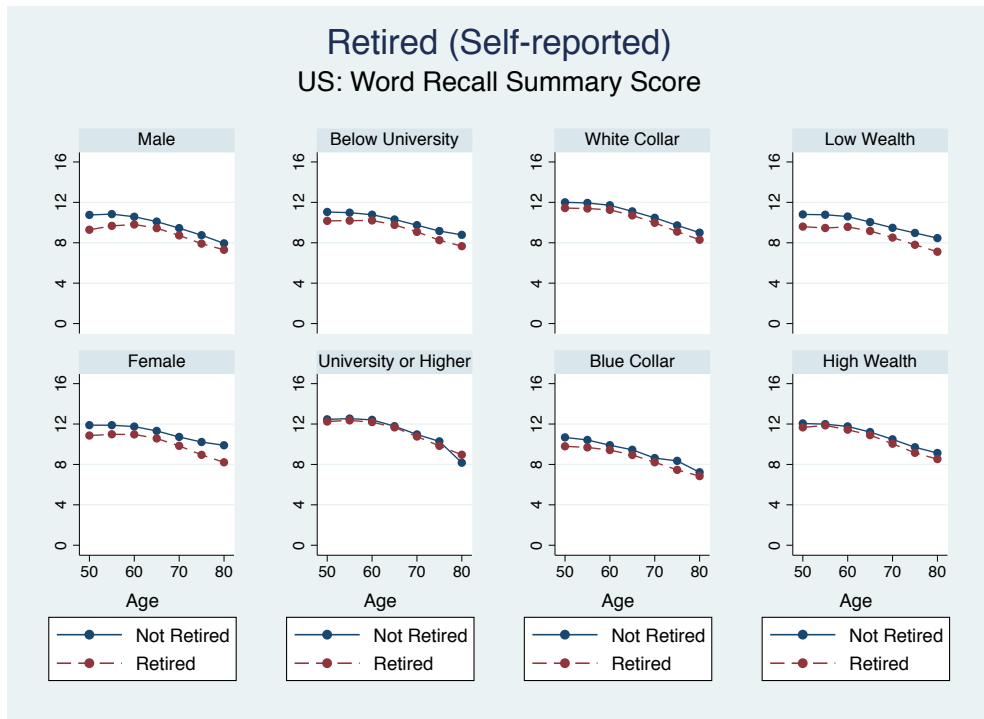 Retired (Self-reported)
US: Word Recall Summary Score
Male
Below University
White Collar
Low Wealth
16
12
8
4
0
16
12
8
4
0
16
12
8
4
0
16
12
8
4
0
Female
University or Higher
Blue Collar
High Wealth
16
12
8
4
0
16
12
8
4
0
16
12
8
4
0
16
12
8
4
0
50 60 70 80
50 60 70 80
50 60 70 80
50 60 70 80
Age
Age
Age
Age
Not Retired
Retired
Not Retired
Retired
Not Retired
Retired
Not Retired
Retired